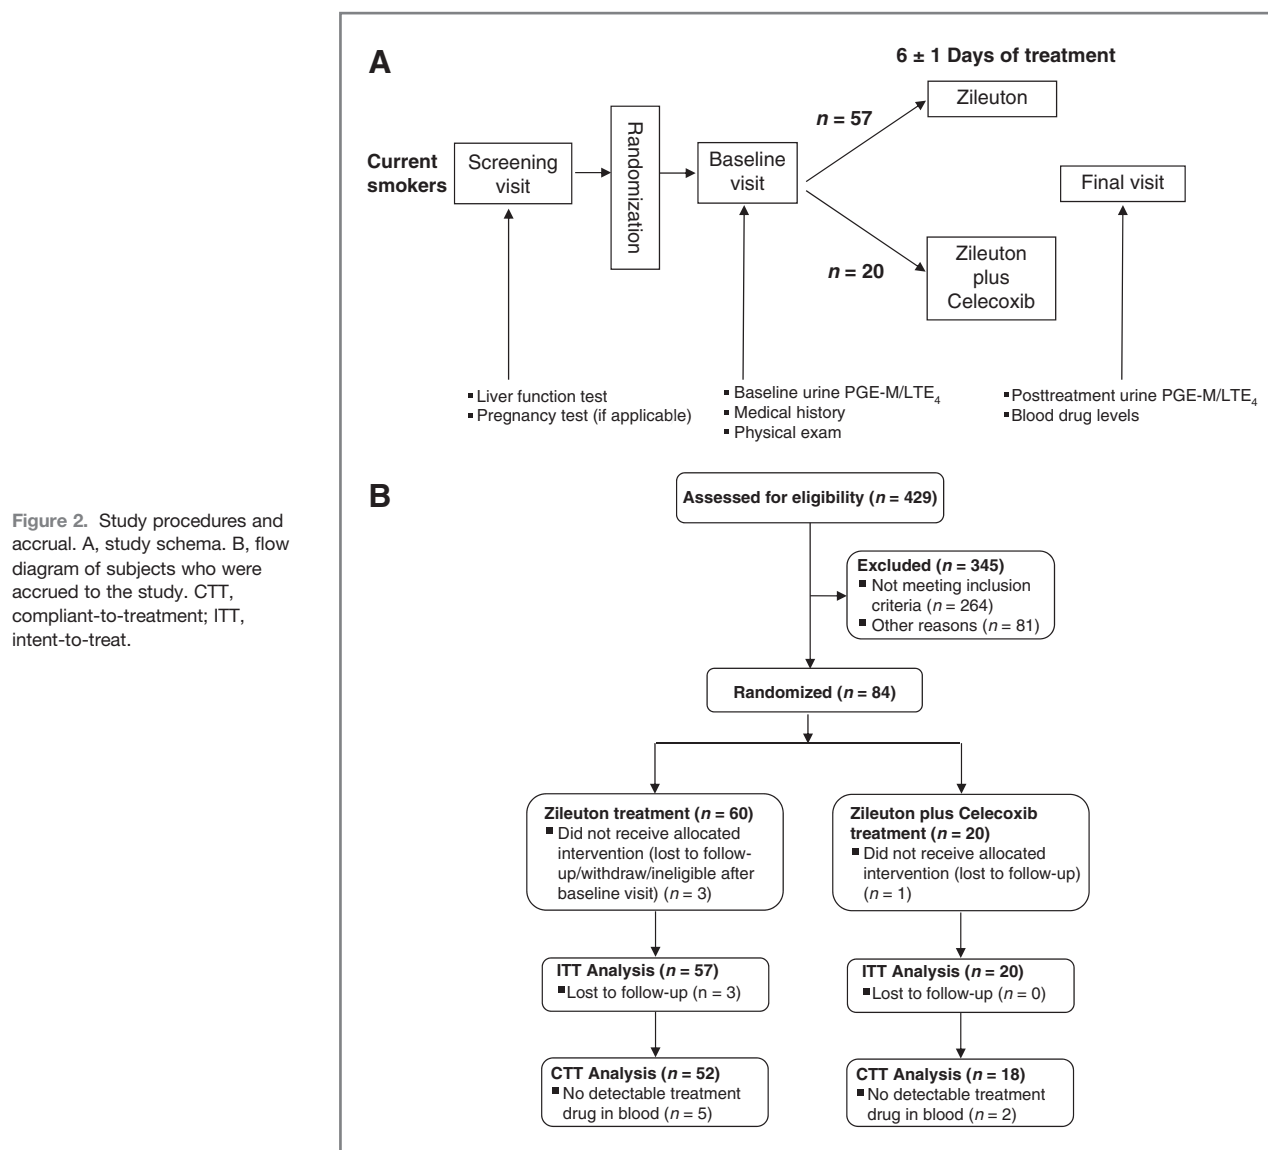 A
6 ± 1 Days of treatment
Current
smokers
Screening
visit
Randomization
Baseline
visit
n = 57
Zileuton
n = 20
Zileuton
plus
Celecoxib
Final visit
▪ Liver function test
▪ Pregnancy test (if applicable)
▪ Baseline urine PGE-M/LTE4
▪ Medical history
▪ Physical exam
▪ Posttreatment urine PGE-M/LTE4
▪ Blood drug levels
B
Assessed for eligibility (n = 429)
Excluded (n = 345)
▪ Not meeting inclusion
criteria (n = 264)
▪ Other reasons (n = 81)
Randomized (n = 84)
Zileuton treatment (n = 60)
▪ Did not receive allocated
intervention (lost to follow-
up/withdraw/ineligible after
baseline visit) (n = 3)
Zileuton plus Celecoxib
treatment (n = 20)
▪ Did not receive allocated
intervention (lost to follow-up)
(n = 1)
ITT Analysis (n = 57)
▪ Lost to follow-up (n = 3)
ITT Analysis (n = 20)
▪ Lost to follow-up (n = 0)
CTT Analysis (n = 52)
▪ No detectable treatment
drug in blood (n = 5)
CTT Analysis (n = 18)
▪ No detectable treatment
drug in blood (n = 2)
Figure 2. Study procedures and
accrual. A, study schema. B, flow
diagram of subjects who were
accrued to the study. CTT,
compliant-to-treatment; ITT,
intent-to-treat.